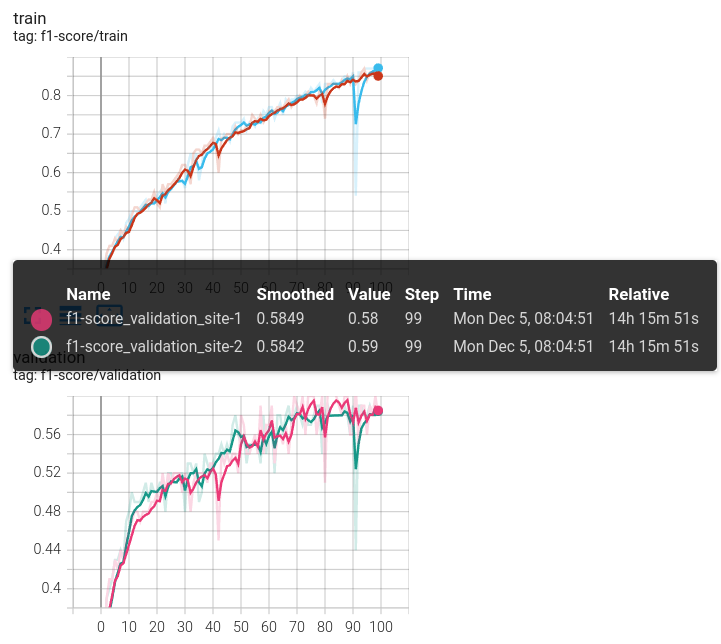 train
tag: f1-score/train
0.8
0.7
0.6
0.5
0.4
0 10 20 30 40 50 60 70 80 90 100
Name Smoothed Value Step Time Relative
f1-score_validation_site-1 0.5849 0.58 99 Mon Dec 5, 08:04:51 14h 15m 51s
f1-score_validation_site-2 0.5842 0.59 99 Mon Dec 5, 08:04:51 14h 15m 51s
validation
tag: f1-score/validation
0.56
0.52
0.48
0.44
0.4
0 10 20 30 40 50 60 70 80 90 100